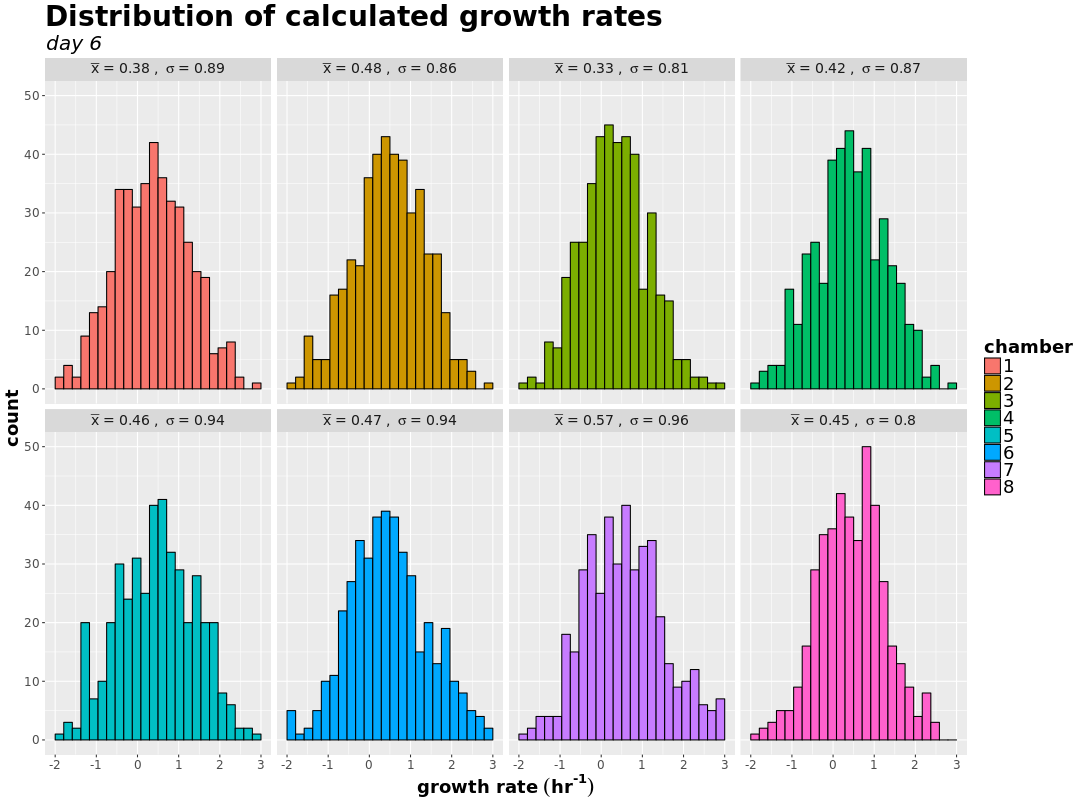 Distribution of calculated growth rates
day 6
x̅ = 0.38 , σ = 0.89
x̅ = 0.48 , σ = 0.86
x̅ = 0.33 , σ = 0.81
x̅ = 0.42 , σ = 0.87
50
40
30
20
10
0
x̅ = 0.46 , σ = 0.94
x̅ = 0.47 , σ = 0.94
x̅ = 0.57 , σ = 0.96
x̅ = 0.45 , σ = 0.8
50
40
30
20
10
0
-2 -1 0 1 2 3
-2 -1 0 1 2 3
-2 -1 0 1 2 3
-2 -1 0 1 2 3
count
growth rate (hr⁻¹)
chamber
1
2
3
4
5
6
7
8